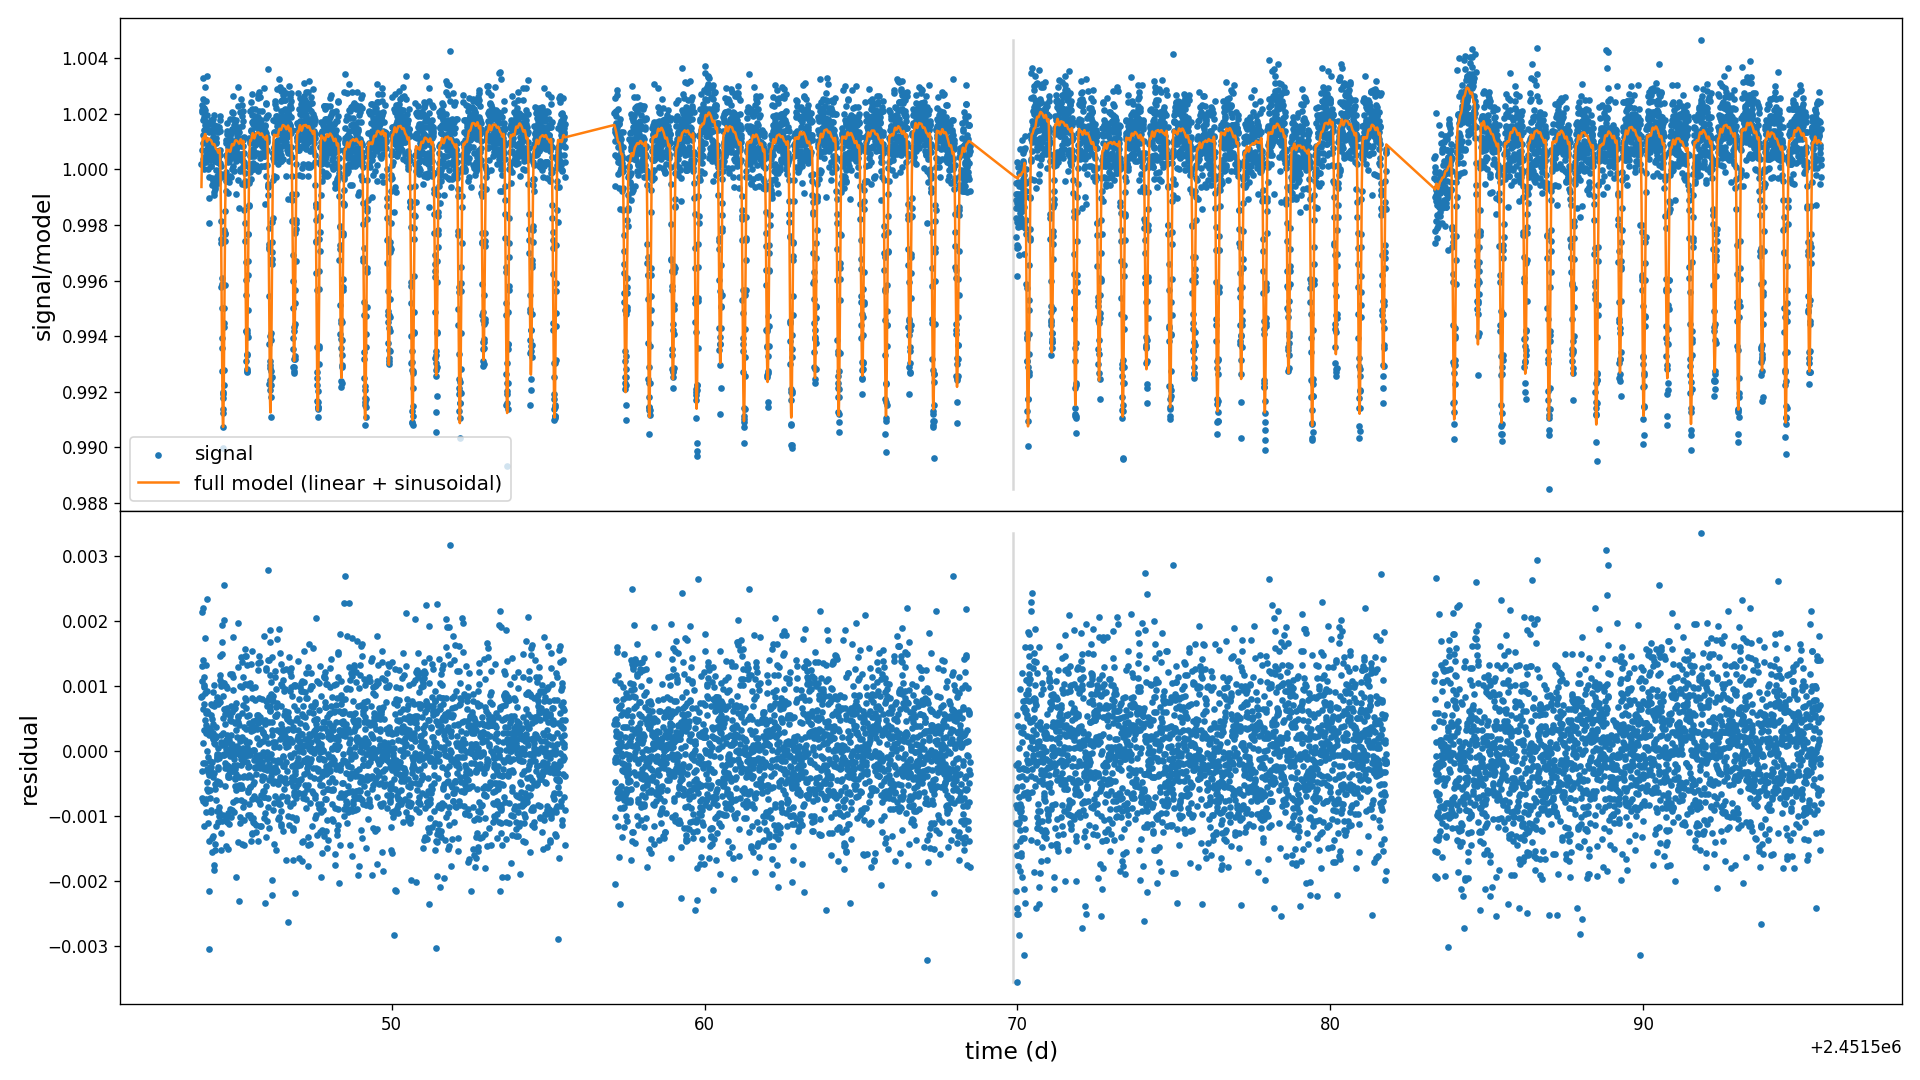 signal/model
1.004
1.002
1.000
0.998
0.996
0.994
0.992
0.990
0.988
signal
full model (linear + sinusoidal)
residual
0.003
0.002
0.001
0.000
−0.001
−0.002
−0.003
50 60 70 80 90
time (d)
+2.4515e6